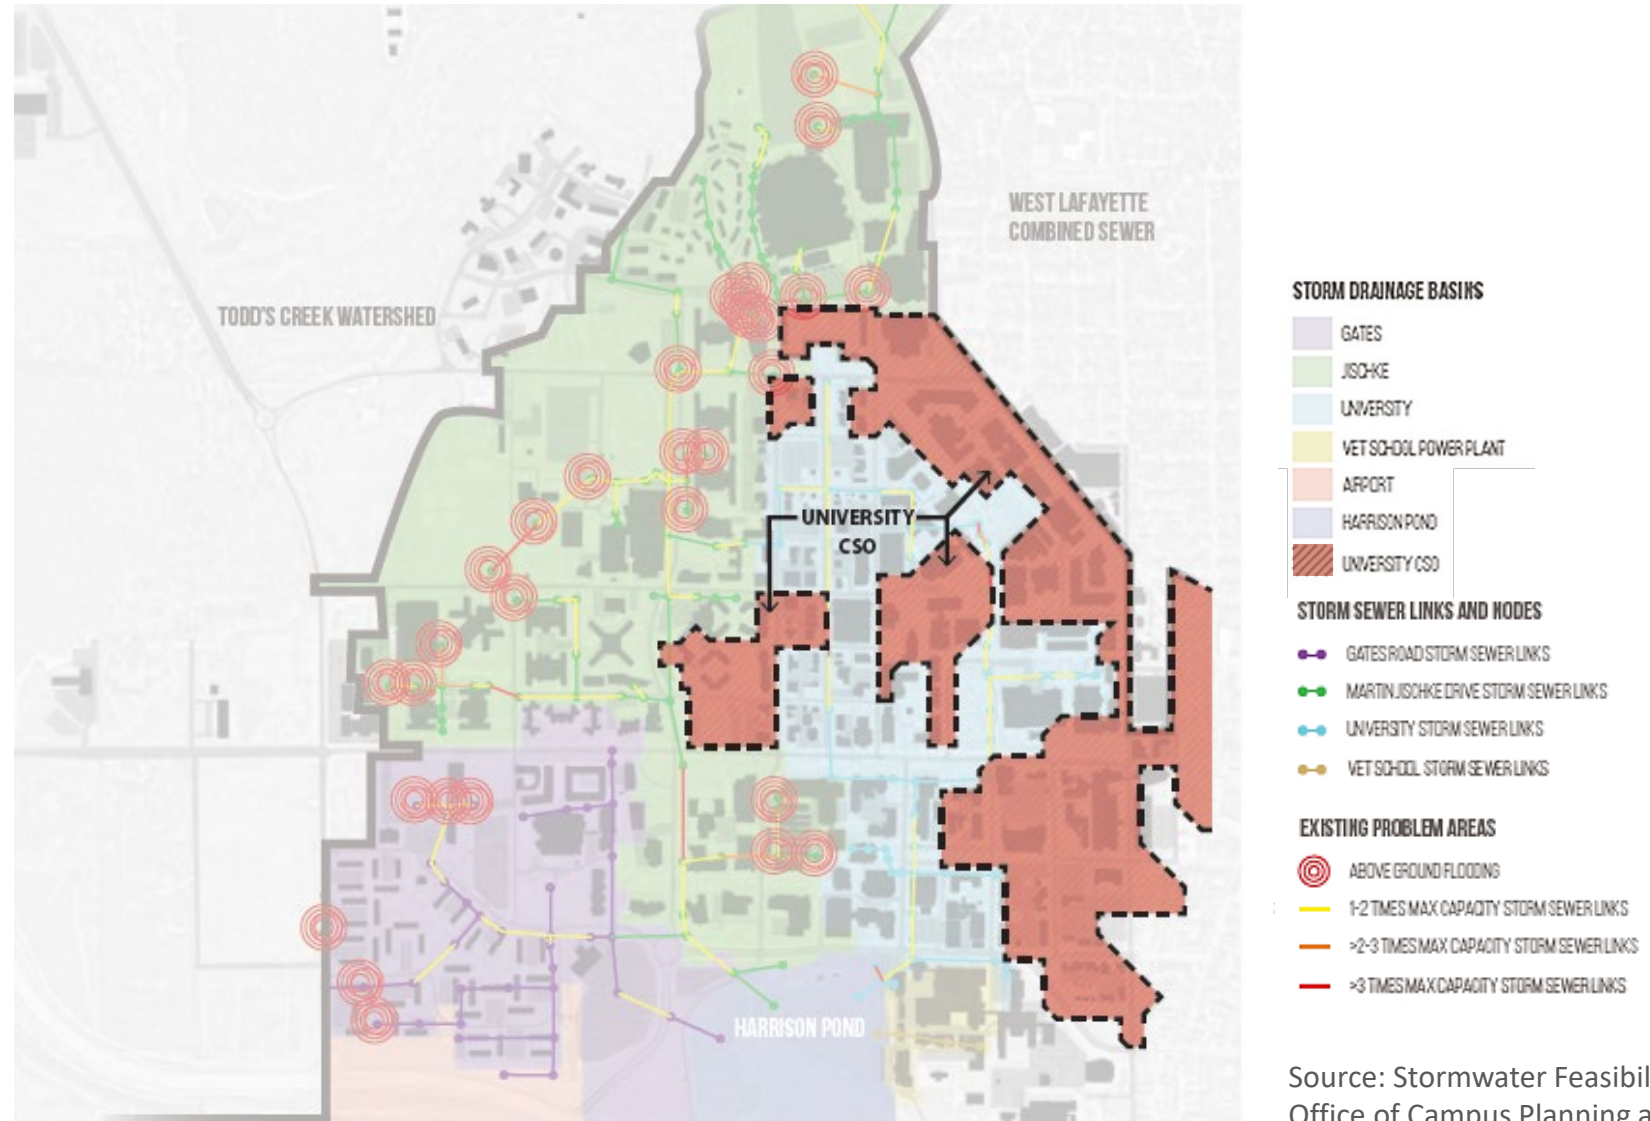 WEST LAFAYETTE
COMBINED SEWER
TODD'S CREEK WATERSHED
UNIVERSITY
CSO
HARRISON POND
STORM DRAINAGE BASINS
GATES
JISCHKE
UNIVERSITY
VET SCHOOL POWER PLANT
AIRPORT
HARRISON POND
UNIVERSITY CSO
STORM SEWER LINKS AND NODES
GATES ROAD STORM SEWER LINKS
MARTIN JISCHKE DRIVE STORM SEWER LINKS
UNIVERSITY STORM SEWER LINKS
VET SCHOOL STORM SEWER LINKS
EXISTING PROBLEM AREAS
ABOVE GROUND FLOODING
1-2 TIMES MAX CAPACITY STORM SEWER LINKS
>2-3 TIMES MAX CAPACITY STORM SEWER LINKS
>3 TIMES MAX CAPACITY STORM SEWER LINKS
Source: Stormwater Feasibil
Office of Campus Planning a